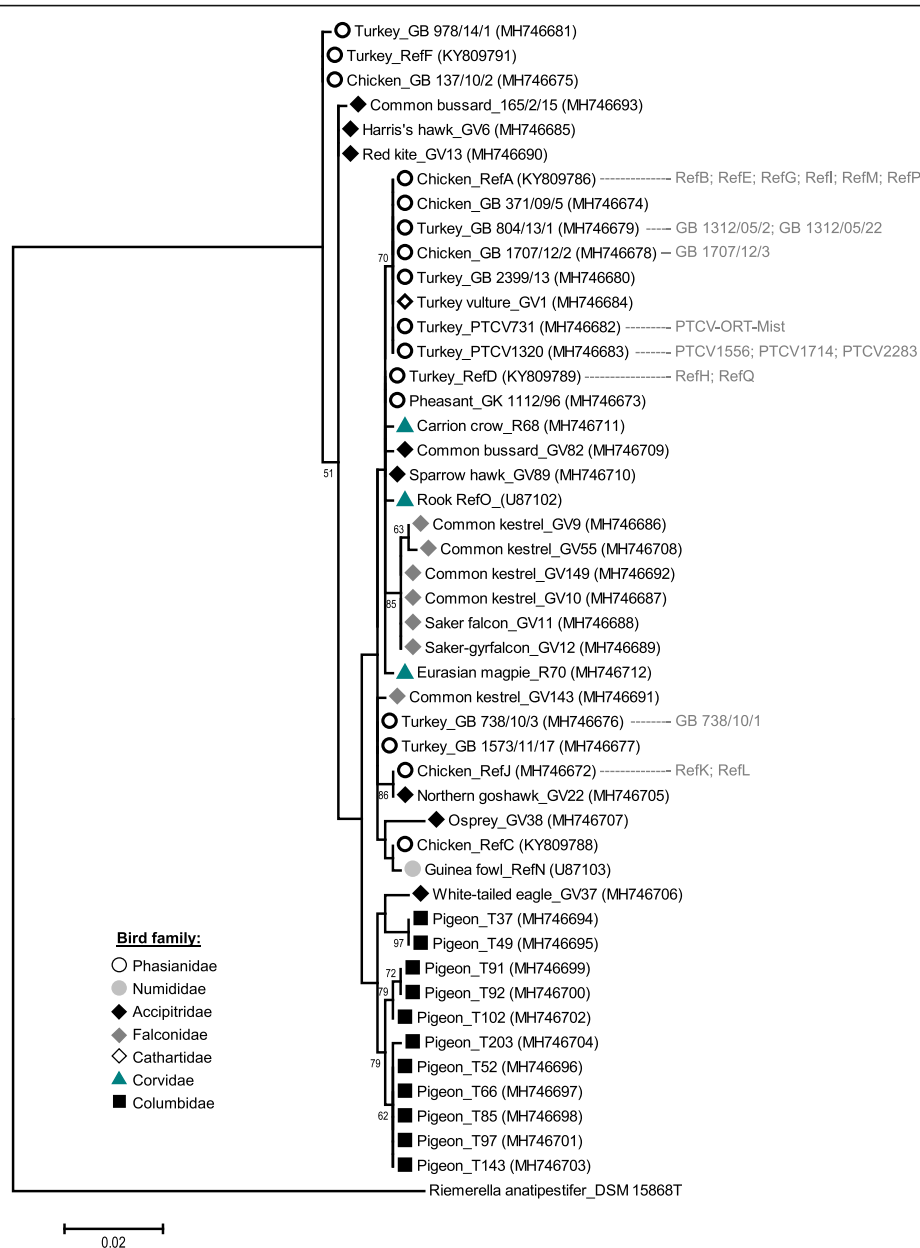 Turkey_GB 978/14/1 (MH746681)
Turkey_RefF (KY809791)
Chicken_GB 137/10/2 (MH746675)
Common bussard_165/2/15 (MH746693)
Harris's hawk_GV6 (MH746685)
Red kite_GV13 (MH746690)
Chicken_RefA (KY809786) RefB; RefE; RefG; RefI; RefM; RefP
Chicken_GB 371/09/5 (MH746674)
Turkey_GB 804/13/1 (MH746679) GB 1312/05/2; GB 1312/05/22
Chicken_GB 1707/12/2 (MH746678) GB 1707/12/3
70
Turkey_GB 2399/13 (MH746680)
Turkey vulture_GV1 (MH746684)
Turkey_PTCV731 (MH746682) PTCV-ORT-Mist
Turkey_PTCV1320 (MH746683) PTCV1556; PTCV1714; PTCV2283
Turkey_RefD (KY809789) RefH; RefQ
Pheasant_GK 1112/96 (MH746673)
Carrion crow_R68 (MH746711)
Common bussard_GV82 (MH746709)
51
Sparrow hawk_GV89 (MH746710)
Rook RefO_(U87102)
Common kestrel_GV9 (MH746686)
63
Common kestrel_GV55 (MH746708)
Common kestrel_GV149 (MH746692)
Common kestrel_GV10 (MH746687)
85
Saker falcon_GV11 (MH746688)
Saker-gyrfalcon_GV12 (MH746689)
Eurasian magpie_R70 (MH746712)
Common kestrel_GV143 (MH746691)
Turkey_GB 738/10/3 (MH746676) GB 738/10/1
Turkey_GB 1573/11/17 (MH746677)
Chicken_RefJ (MH746672) RefK; RefL
86
Northern goshawk_GV22 (MH746705)
Osprey_GV38 (MH746707)
Chicken_RefC (KY809788)
Guinea fowl_RefN (U87103)
White-tailed eagle_GV37 (MH746706)
Pigeon_T37 (MH746694)
97
Pigeon_T49 (MH746695)
Pigeon_T91 (MH746699)
72
79
Pigeon_T92 (MH746700)
Pigeon_T102 (MH746702)
Pigeon_T203 (MH746704)
79
Pigeon_T52 (MH746696)
Pigeon_T66 (MH746697)
62
Pigeon_T85 (MH746698)
Pigeon_T97 (MH746701)
Pigeon_T143 (MH746703)
Riemerella anatipestifer_DSM 15868T
Bird family:
Phasianidae
Numididae
Accipitridae
Falconidae
Cathartidae
Corvidae
Columbidae
0.02